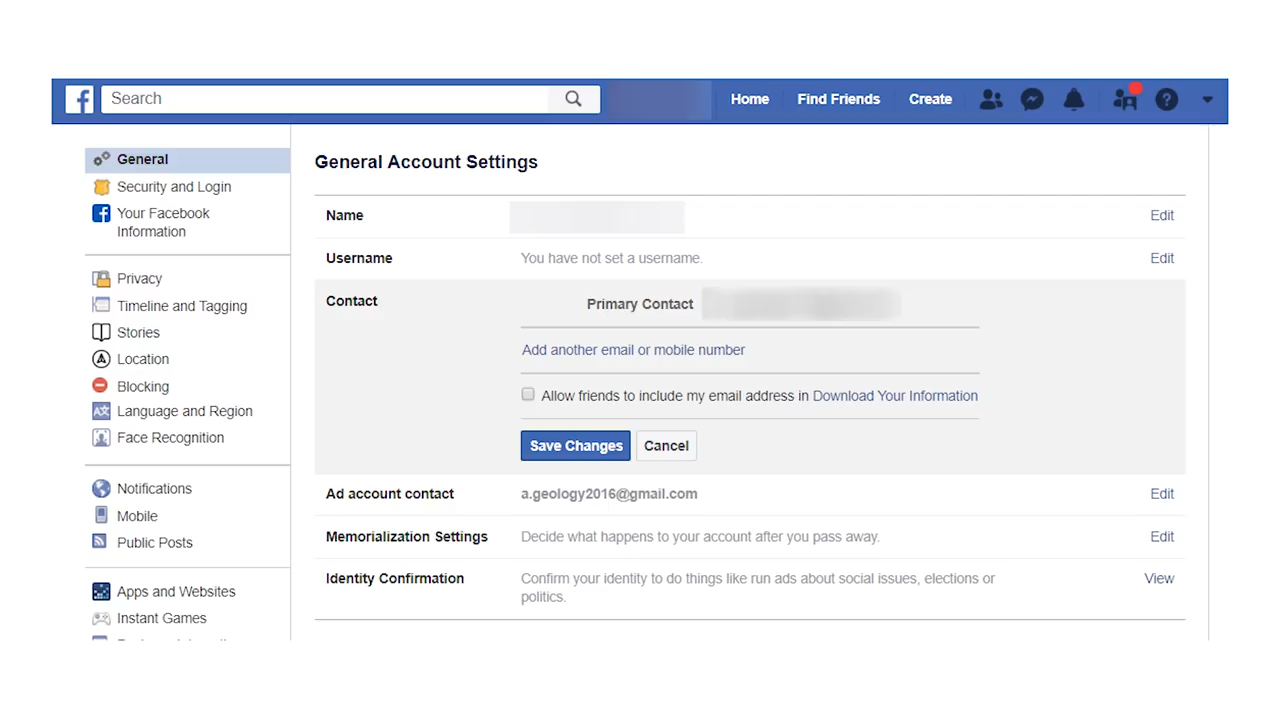 Search
Home
Find Friends
Create
General
Security and Login
Your Facebook
Information
Privacy
Timeline and Tagging
Stories
Location
Blocking
Language and Region
Face Recognition
Notifications
Mobile
Public Posts
Apps and Websites
Instant Games
General Account Settings
Name Edit
Username You have not set a username. Edit
Contact Primary Contact
Add another email or mobile number
Allow friends to include my email address in Download Your Information
Save Changes Cancel
Ad account contact a.geology2016@gmail.com Edit
Memorialization Settings Decide what happens to your account after you pass away. Edit
Identity Confirmation Confirm your identity to do things like run ads about social issues, elections or View
politics.